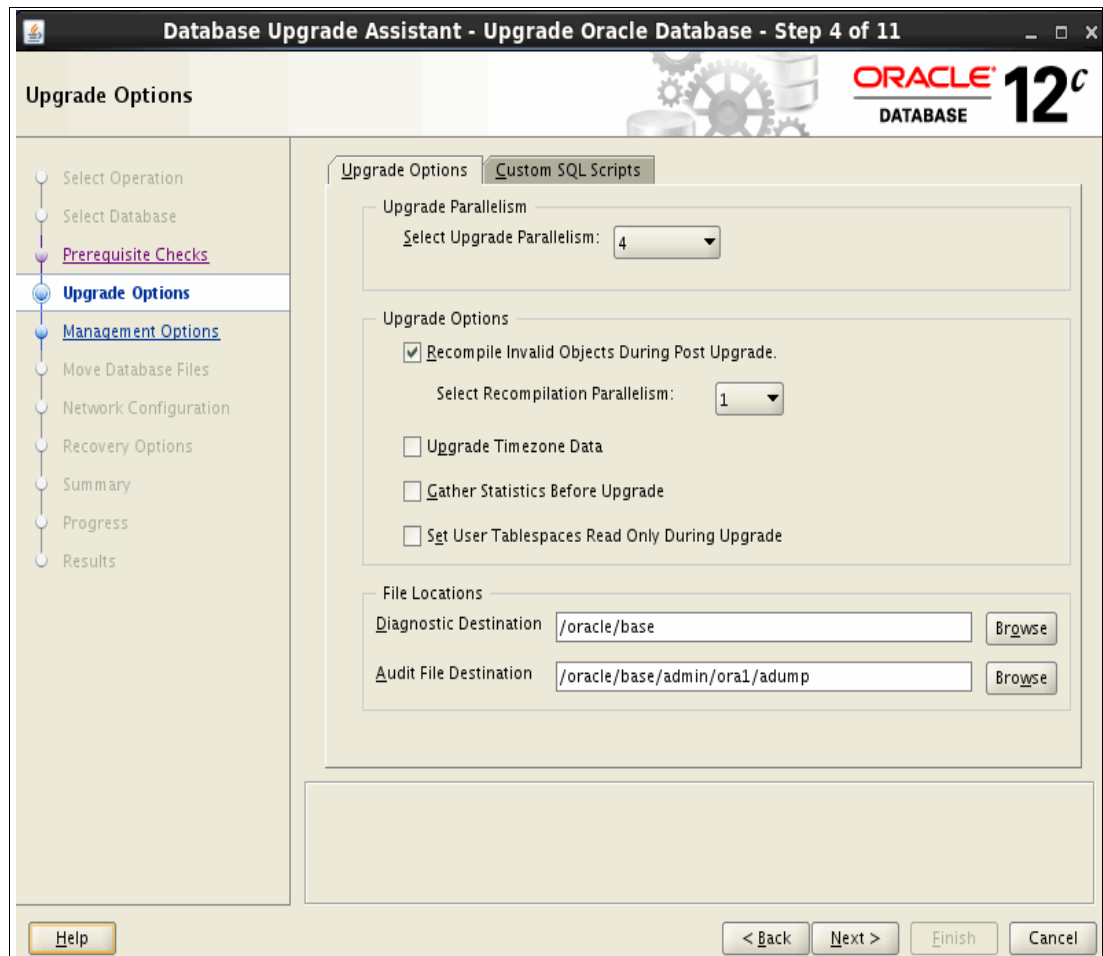 Database Upgrade Assistant - Upgrade Oracle Database - Step 4 of 11
Upgrade Options
ORACLE DATABASE 12c
Select Operation
Select Database
Prerequisite Checks
Upgrade Options
Management Options
Move Database Files
Network Configuration
Recovery Options
Summary
Progress
Results
Upgrade Options Custom SQL Scripts
Upgrade Parallelism
Select Upgrade Parallelism: 4
Upgrade Options
Recompile Invalid Objects During Post Upgrade.
Select Recompilation Parallelism: 1
Upgrade Timezone Data
Gather Statistics Before Upgrade
Set User Tablespaces Read Only During Upgrade
File Locations
Diagnostic Destination /oracle/base Browse
Audit File Destination /oracle/base/admin/ora1/adump Browse
Help < Back Next > Finish Cancel